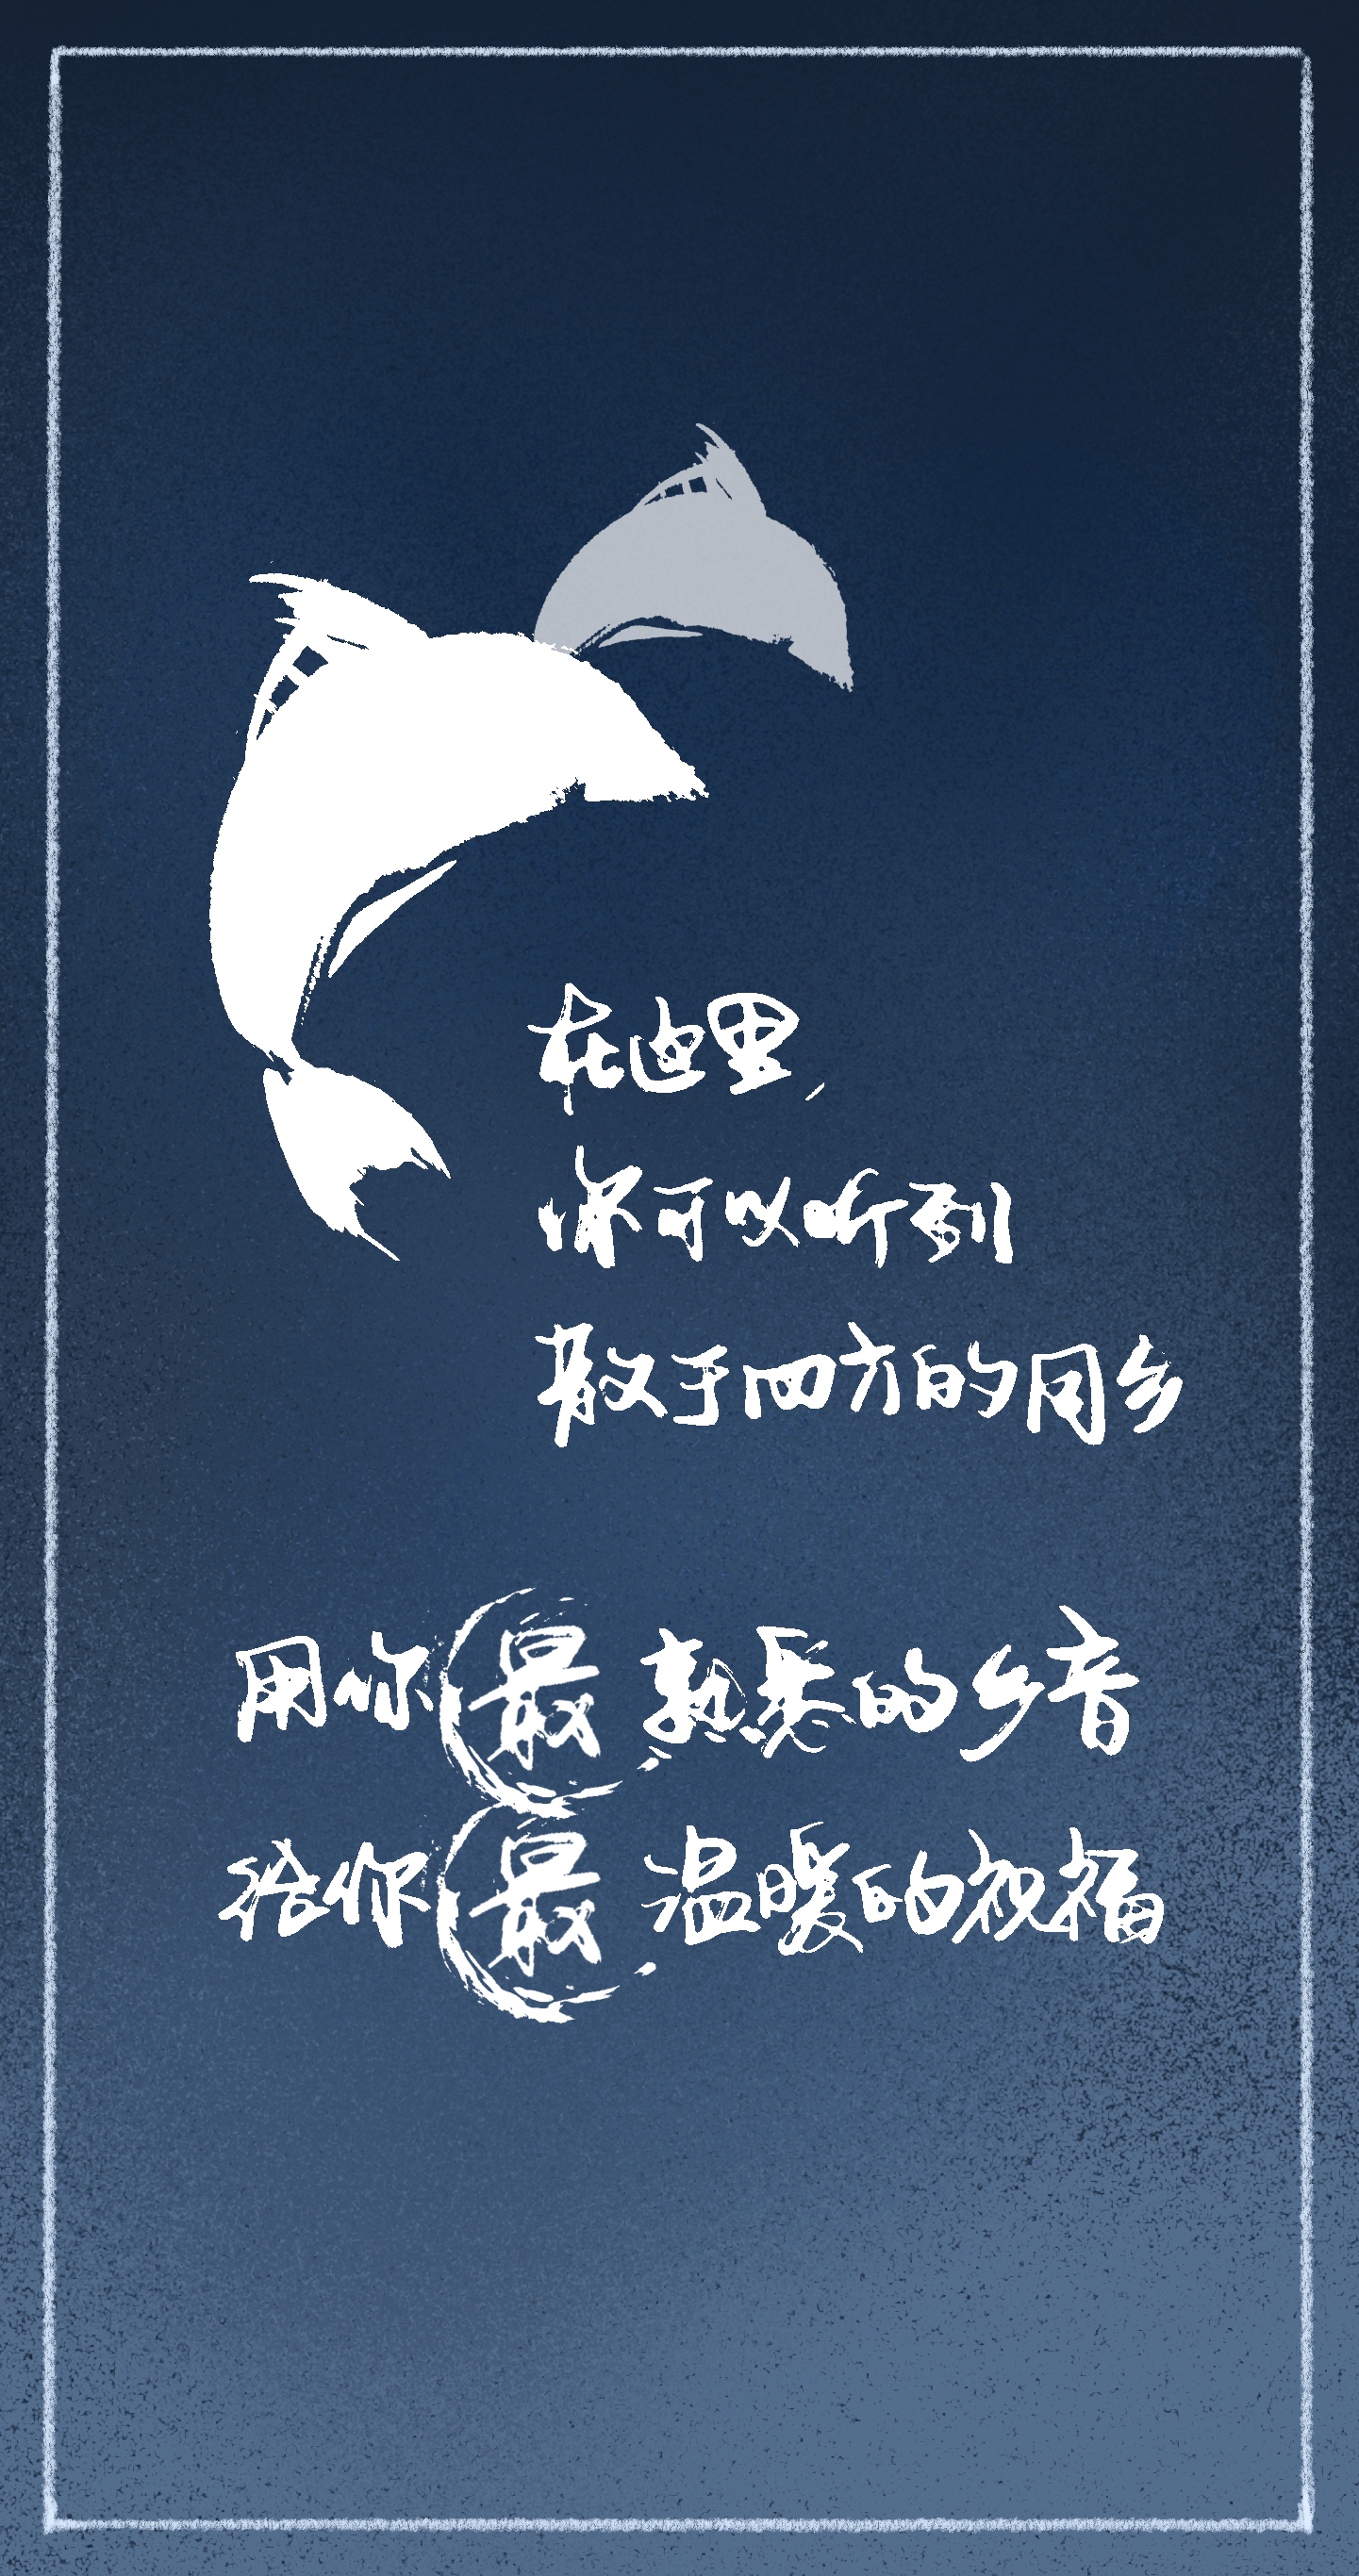 在这里,
你可以听到
散于四方的同乡
用你最熟悉的乡音
给你最温暖的祝福